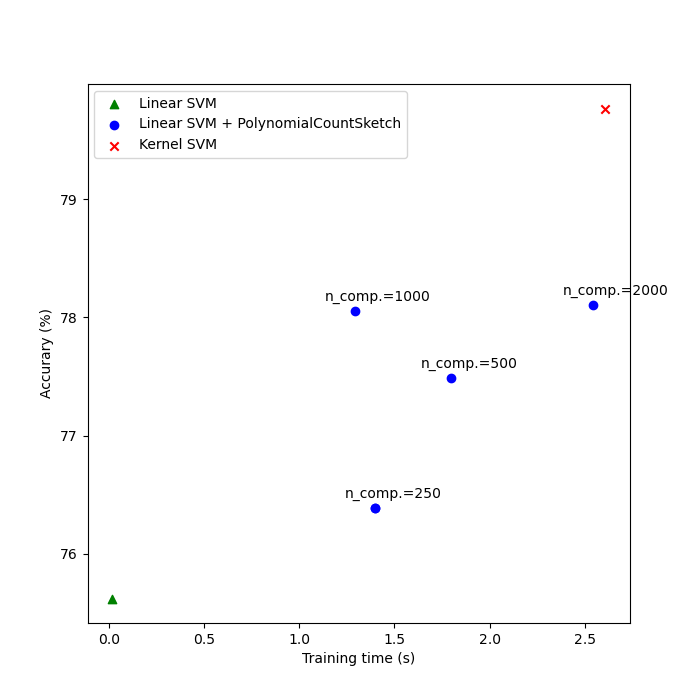 Linear SVM
Linear SVM + PolynomialCountSketch
Kernel SVM
79
78
77
76
n_comp.=1000
n_comp.=2000
n_comp.=500
n_comp.=250
Accurary (%)
0.0 0.5 1.0 1.5 2.0 2.5
Training time (s)